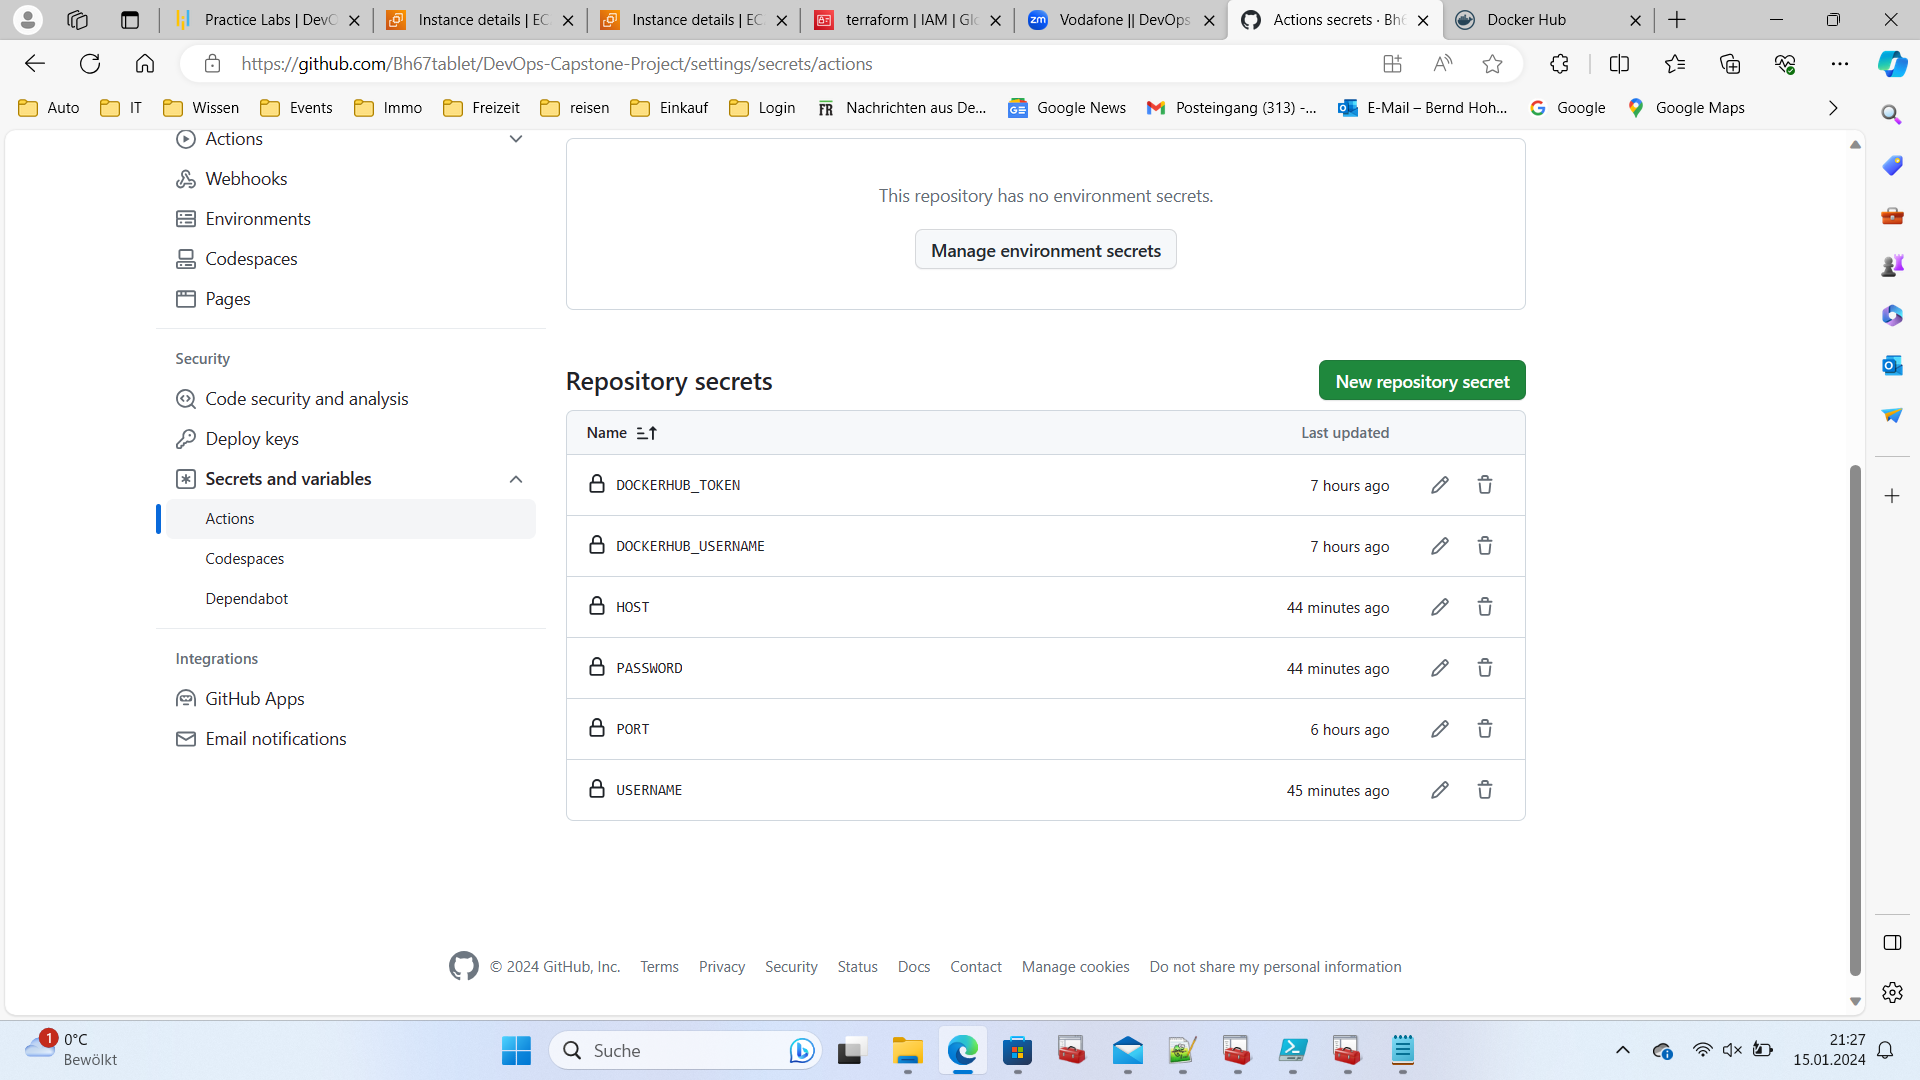 Practice Labs | DevO
Instance details | EC
Instance details | EC
terraform | IAM | Glo
Vodafone || DevOps
Actions secrets · Bh6
Docker Hub
https://github.com/Bh67tablet/DevOps-Capstone-Project/settings/secrets/actions
Auto
IT
Wissen
Events
Immo
Freizeit
reisen
Einkauf
Login
FR
Nachrichten aus De...
Google News
Posteingang (313) -...
E-Mail – Bernd Hoh...
Google
Google Maps
Actions
Webhooks
Environments
Codespaces
Pages
Security
Code security and analysis
Deploy keys
Secrets and variables
Actions
Codespaces
Dependabot
Integrations
GitHub Apps
Email notifications
This repository has no environment secrets.
Manage environment secrets
Repository secrets
New repository secret
Name
Last updated
DOCKERHUB_TOKEN
7 hours ago
DOCKERHUB_USERNAME
7 hours ago
HOST
44 minutes ago
PASSWORD
44 minutes ago
PORT
6 hours ago
USERNAME
45 minutes ago
© 2024 GitHub, Inc.
Terms
Privacy
Security
Status
Docs
Contact
Manage cookies
Do not share my personal information
1
0°C
Bewölkt
Suche
21:27
15.01.2024